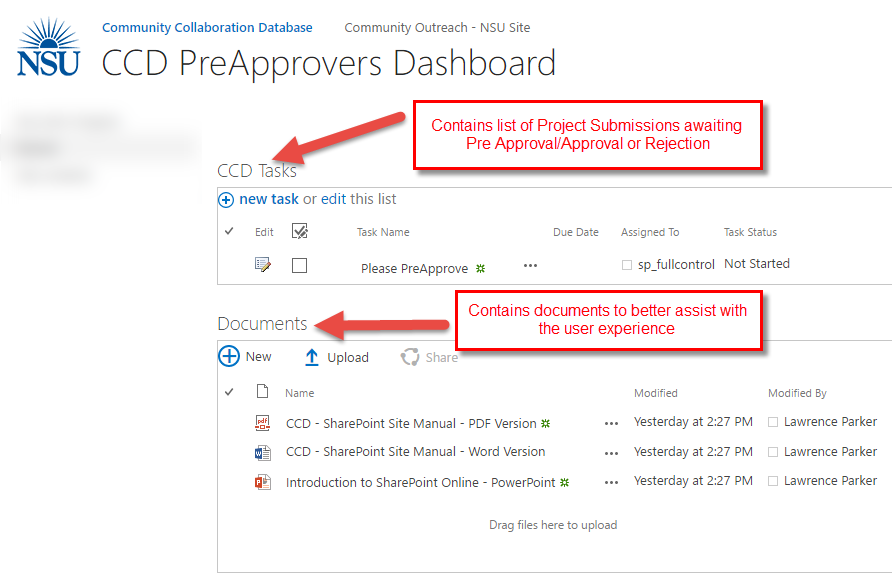 Community Collaboration Database Community Outreach - NSU Site
NSU
CCD PreApprovers Dashboard
Contains list of Project Submissions awaiting
Pre Approval/Approval or Rejection
CCD Tasks
new task or edit this list
Edit Task Name Due Date Assigned To Task Status
Please PreApprove ... sp_fullcontrol Not Started
Contains documents to better assist with
the user experience
Documents
New Upload Share
Name Modified Modified By
CCD - SharePoint Site Manual - PDF Version ... Yesterday at 2:27 PM Lawrence Parker
CCD - SharePoint Site Manual - Word Version ... Yesterday at 2:27 PM Lawrence Parker
Introduction to SharePoint Online - PowerPoint ... Yesterday at 2:27 PM Lawrence Parker
Drag files here to upload